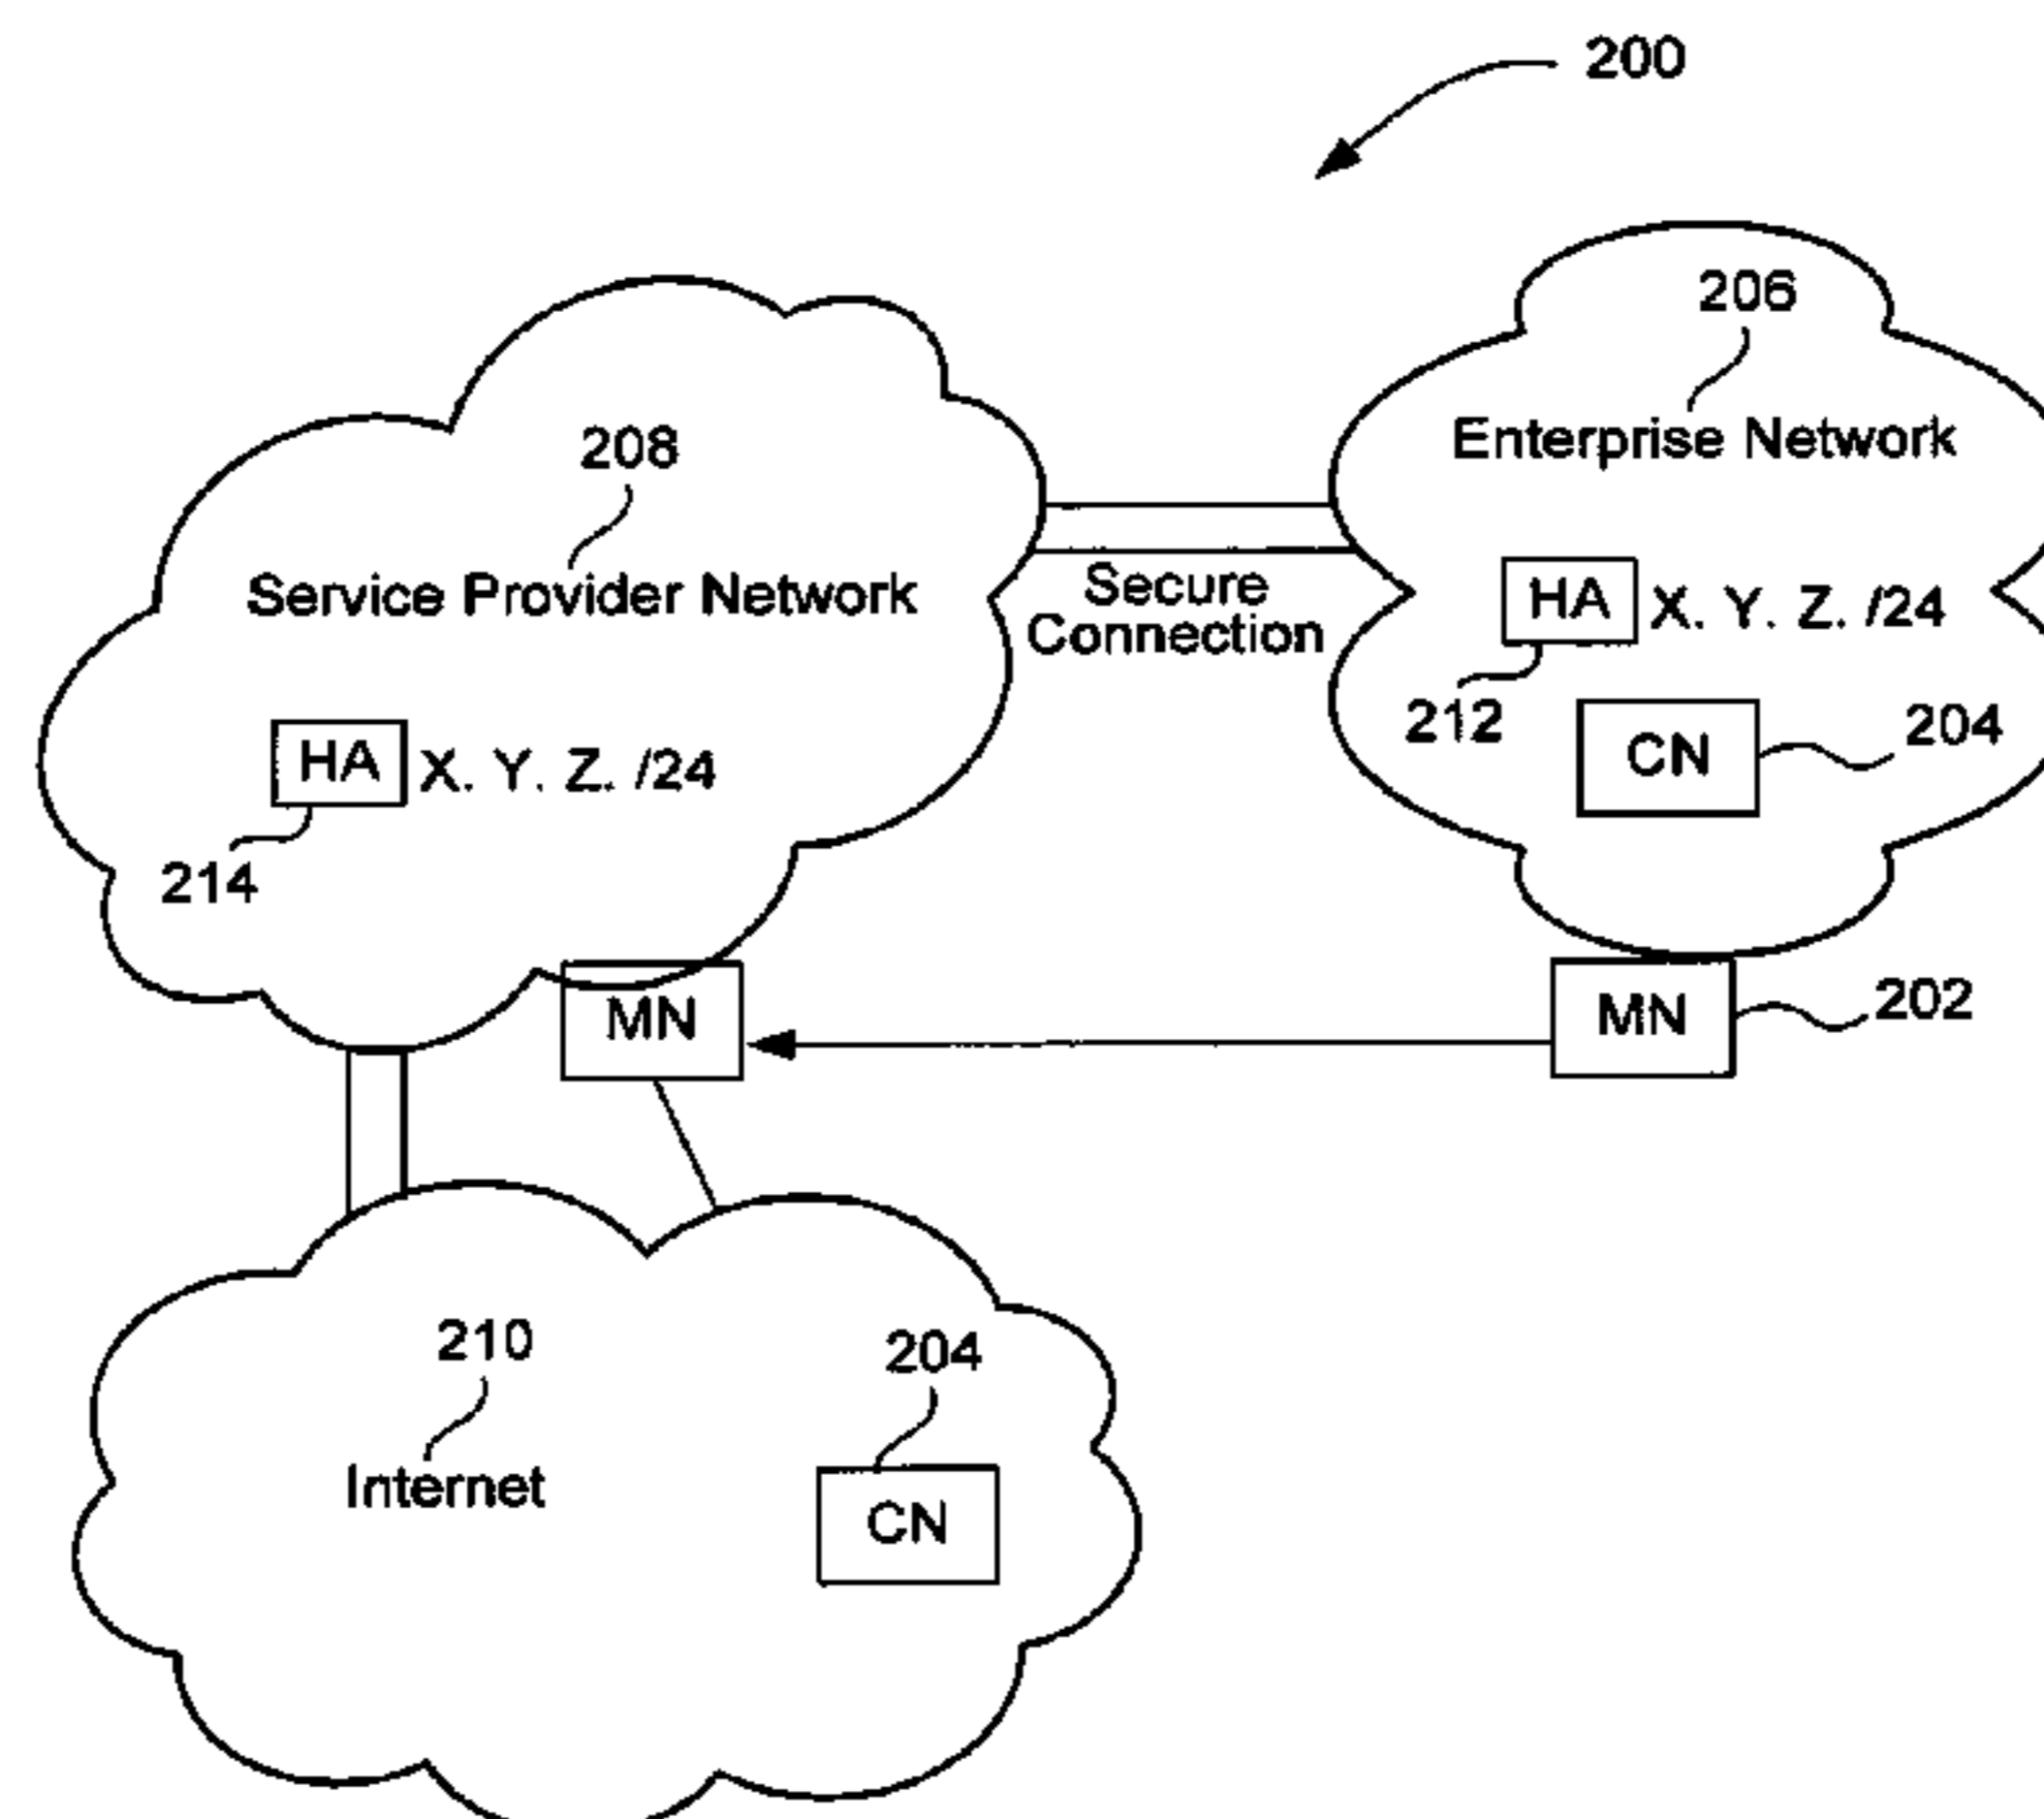 200
206
Enterprise Network
208
Service Provider Network
Secure
Connection
HA X. Y. Z. /24
212
CN 204
HA X. Y. Z. /24
214
MN
MN 202
210
Internet
204
CN